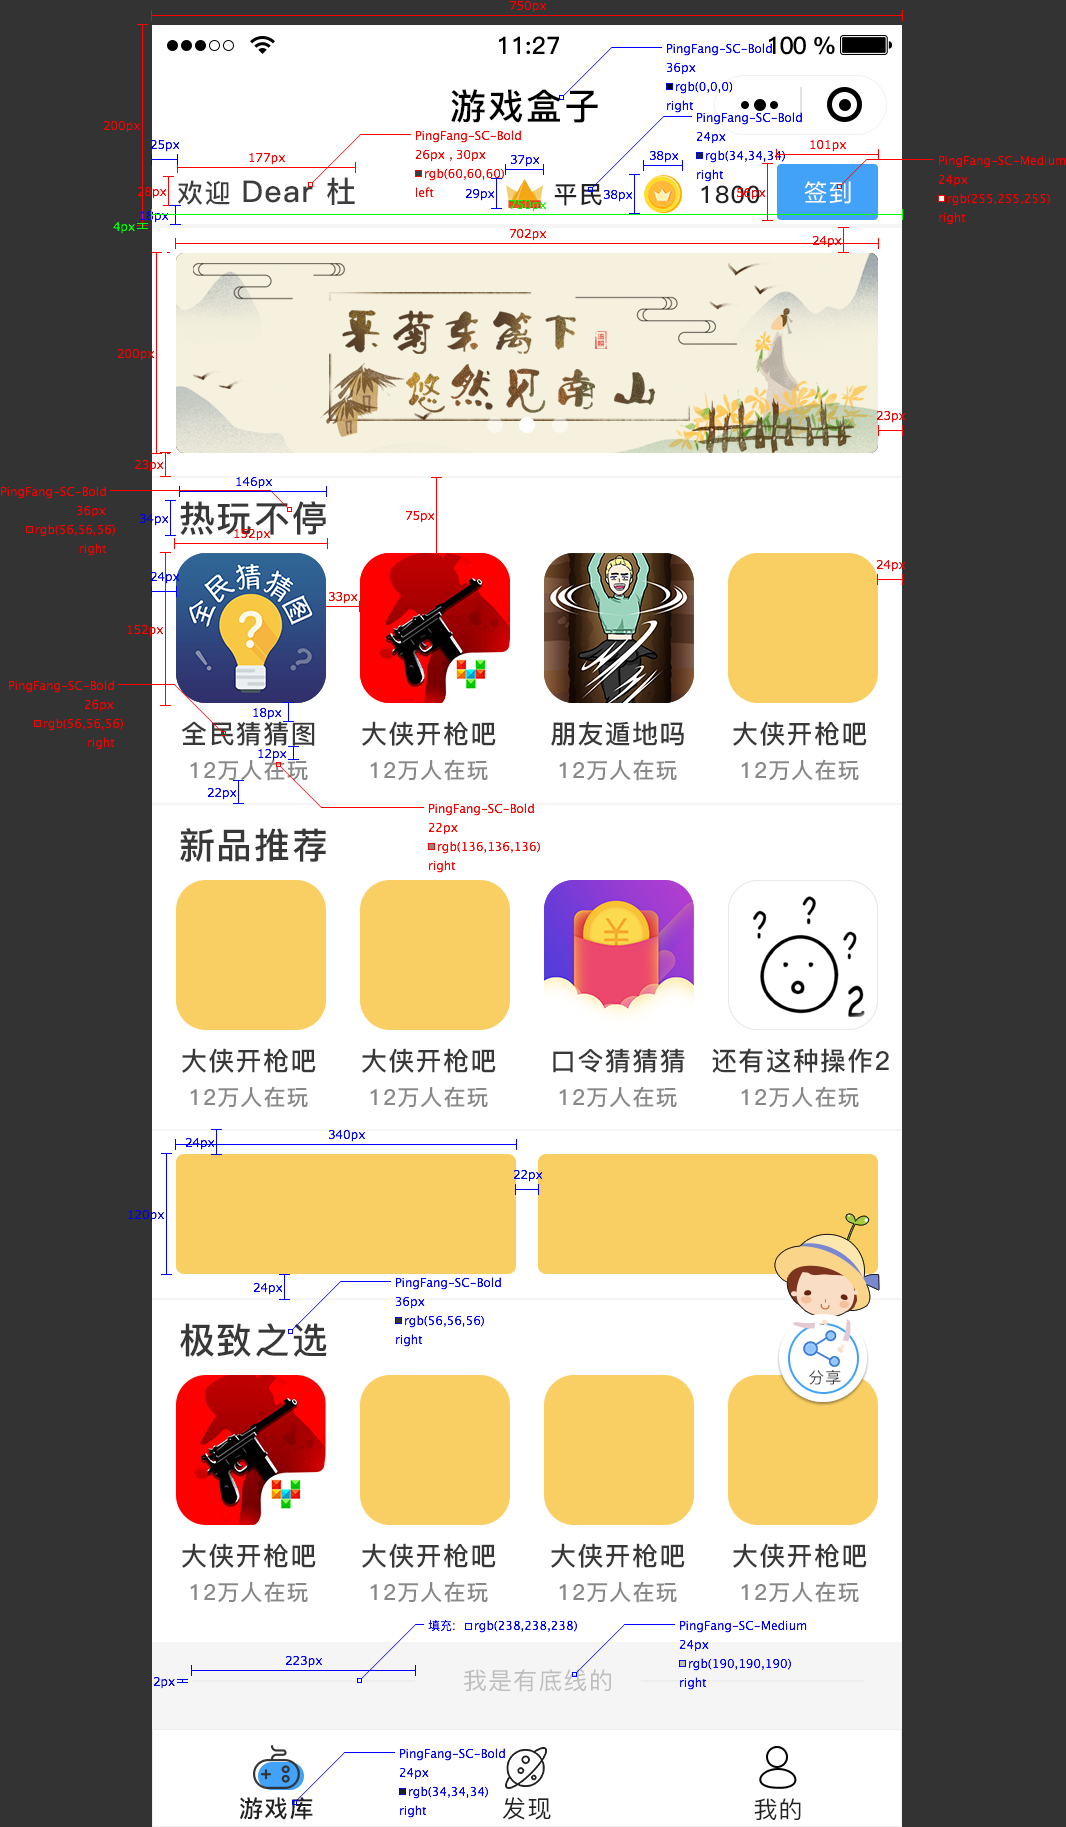 750px
11:27
100 %
PingFang-SC-Bold
36px
rgb(0,0,0)
right
游戏盒子
200px
PingFang-SC-Bold
24px
rgb(34,34,34)
right
25px
177px
PingFang-SC-Bold
26px , 30px
rgb(60,60,60)
left
37px
38px
101px
PingFang-SC-Medium
24px
rgb(255,255,255)
right
28px
欢迎 Dear 杜
29px
平民
38px
1800
56px
签到
18px
4px
702px
24px
采菊东篱下
悠然见南山
200px
23px
23px
146px
PingFang-SC-Bold
36px
rgb(56,56,56)
right
34px
热玩不停
75px
152px
24px
24px
全民猜猜图
33px
152px
PingFang-SC-Bold
26px
rgb(56,56,56)
right
18px
全民猜猜图
大侠开枪吧
朋友遁地吗
大侠开枪吧
12px
12万人在玩
12万人在玩
12万人在玩
12万人在玩
22px
PingFang-SC-Bold
22px
rgb(136,136,136)
right
新品推荐
¥
? ? ?
2
大侠开枪吧
大侠开枪吧
口令猜猜猜
还有这种操作2
12万人在玩
12万人在玩
12万人在玩
12万人在玩
24px
340px
22px
120px
24px
PingFang-SC-Bold
36px
rgb(56,56,56)
right
极致之选
分享
大侠开枪吧
大侠开枪吧
大侠开枪吧
大侠开枪吧
12万人在玩
12万人在玩
12万人在玩
12万人在玩
填充: rgb(238,238,238)
PingFang-SC-Medium
24px
rgb(190,190,190)
right
223px
2px
我是有底线的
PingFang-SC-Bold
24px
rgb(34,34,34)
right
游戏库
发现
我的